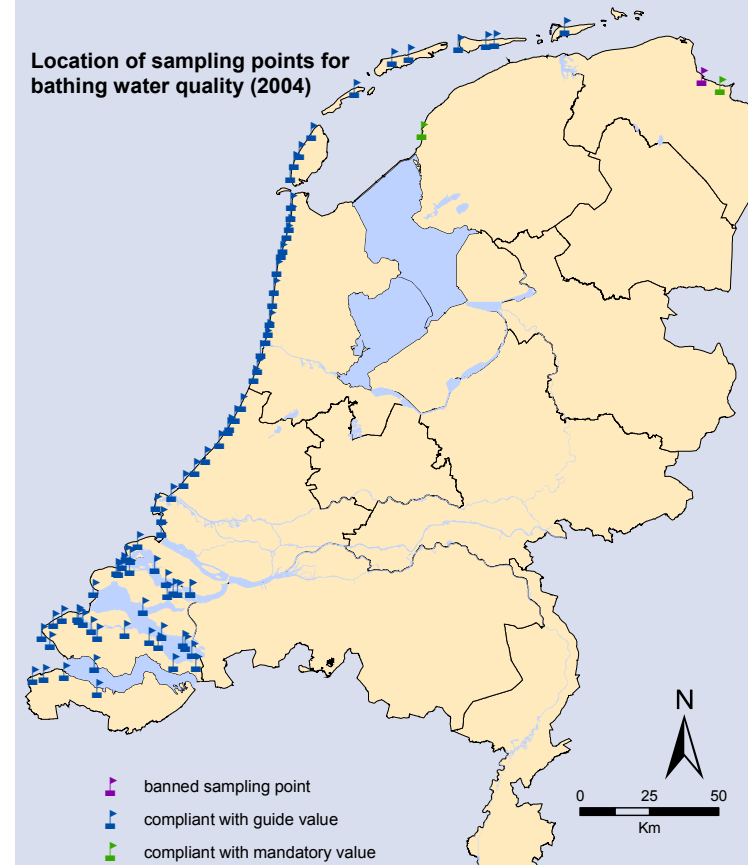 Location of sampling points for
bathing water quality (2004)
N
0 25 50
Km
banned sampling point
compliant with guide value
compliant with mandatory value